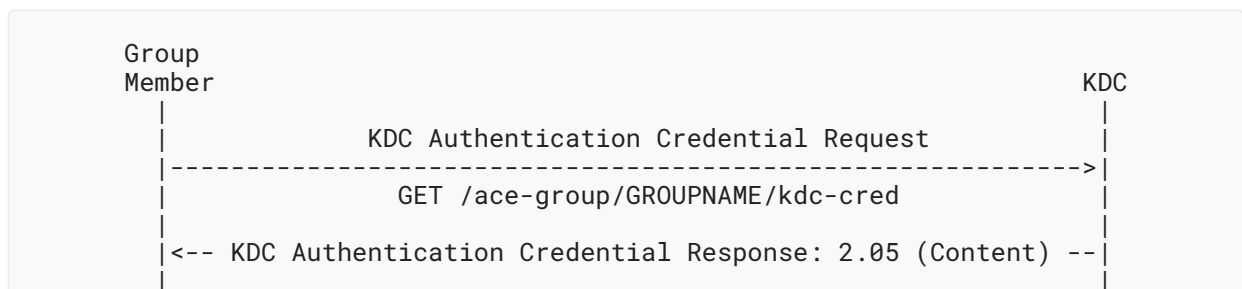 Group
Member KDC
| |
| KDC Authentication Credential Request |
|------------------------------------------------------------>|
| GET /ace-group/GROUPNAME/kdc-cred |
| |
|<-- KDC Authentication Credential Response: 2.05 (Content) --|
| |